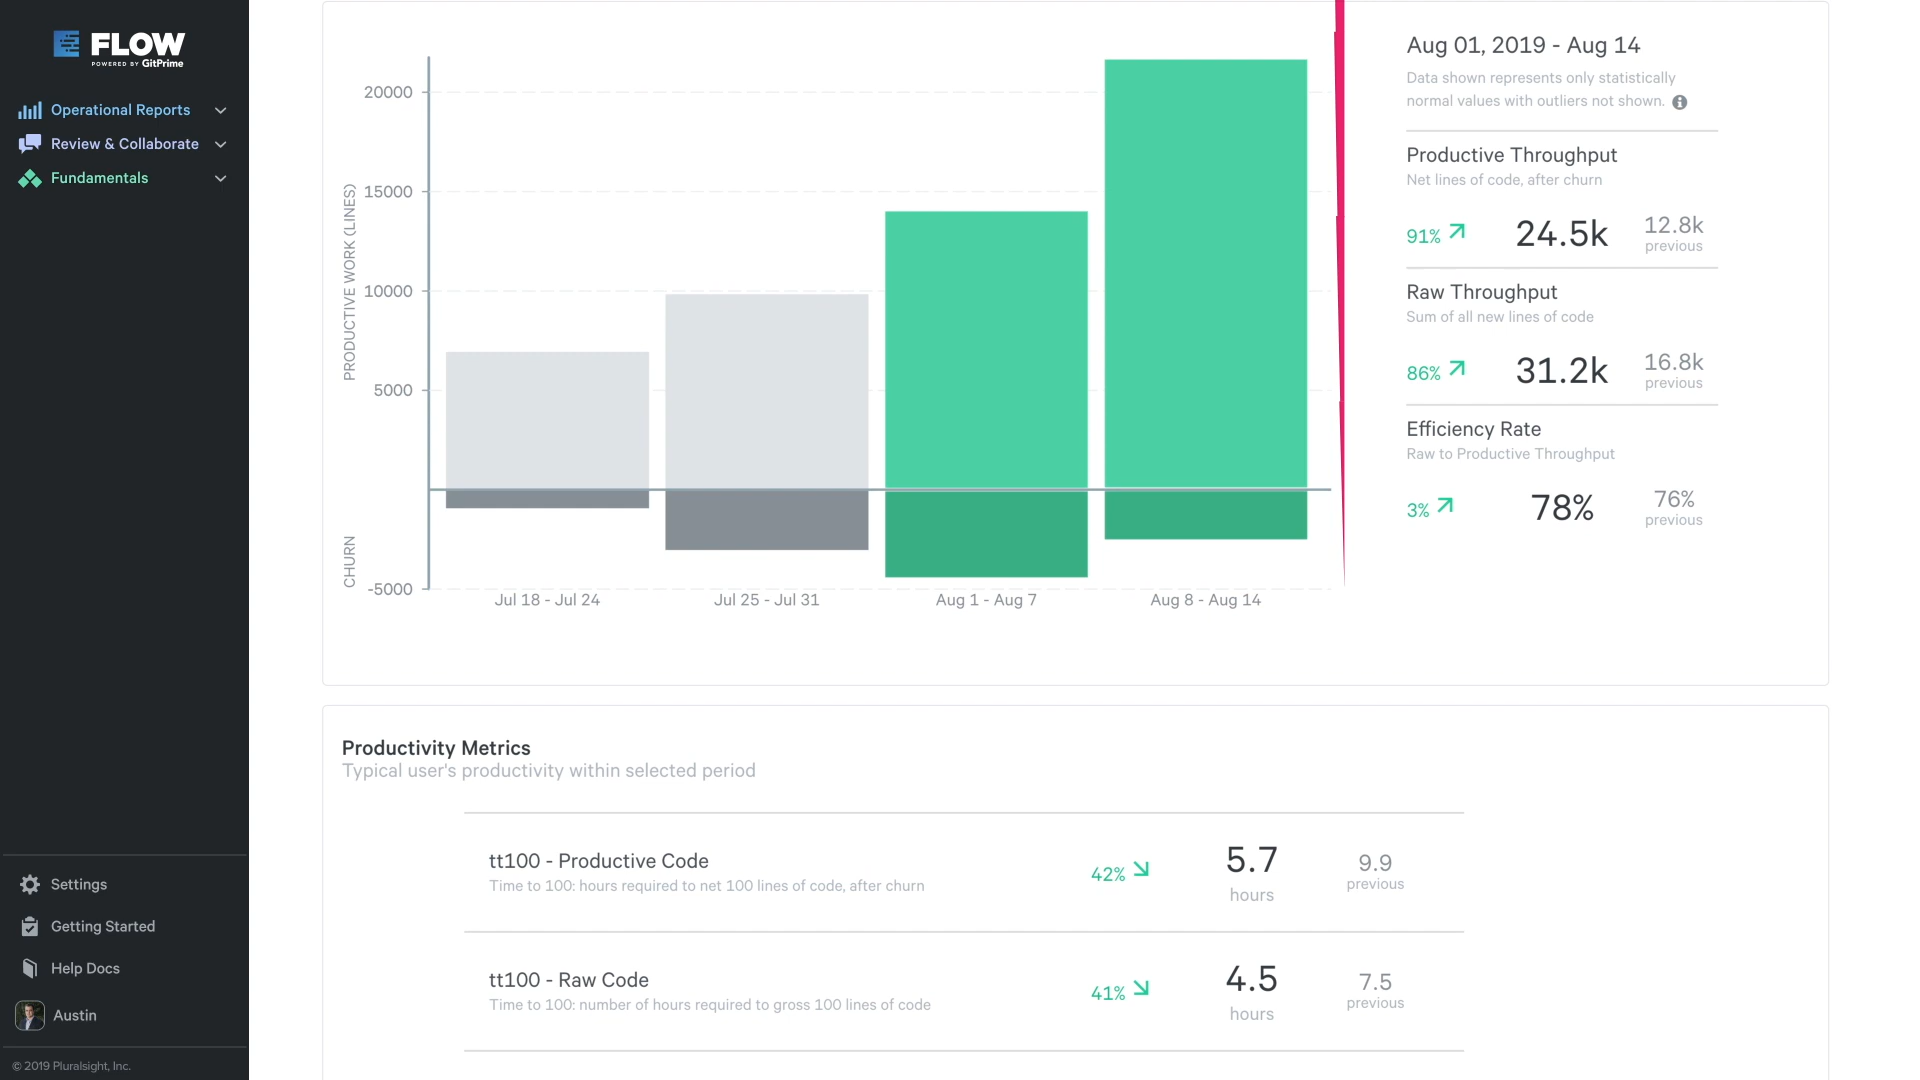 FLOW
POWERED BY GitPrime
Operational Reports
Review & Collaborate
Fundamentals
Settings
Getting Started
Help Docs
Austin
© 2019 Pluralsight, Inc.
PRODUCTIVE WORK (LINES)
CHURN
20000
15000
10000
5000
-5000
Jul 18 - Jul 24
Jul 25 - Jul 31
Aug 1 - Aug 7
Aug 8 - Aug 14
Aug 01, 2019 - Aug 14
Data shown represents only statistically
normal values with outliers not shown.
Productive Throughput
Net lines of code, after churn
91% 24.5k 12.8k
previous
Raw Throughput
Sum of all new lines of code
86% 31.2k 16.8k
previous
Efficiency Rate
Raw to Productive Throughput
3% 78% 76%
previous
Productivity Metrics
Typical user's productivity within selected period
tt100 - Productive Code
Time to 100: hours required to net 100 lines of code, after churn
42% 5.7 9.9
hours previous
tt100 - Raw Code
Time to 100: number of hours required to gross 100 lines of code
41% 4.5 7.5
hours previous